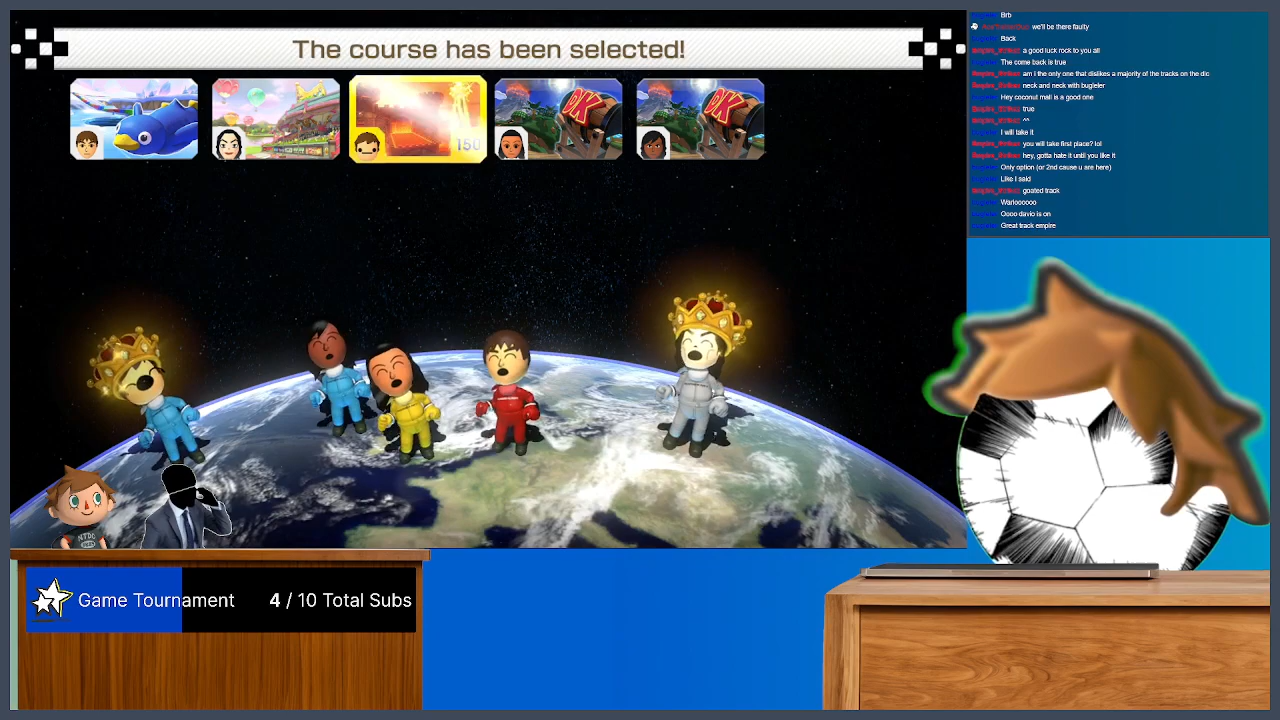 The course has been selected!
150
DK
DK
Brb
we'll be there faulty
Back
a good luck rock to you all
The come back is true
am i the only one that dislikes a majority of the tracks on the dlc
neck and neck with bugleler
Hey coconut mall is a good one
true
^^
I will take it
you will take first place? lol
hey, gotta hate it until you like it
Only option (or 2nd cause u are here)
Like I said
goated track
Warioooooo
Oooo davio is on
Great track empire
NTDC
7
Game Tournament 4 / 10 Total Subs